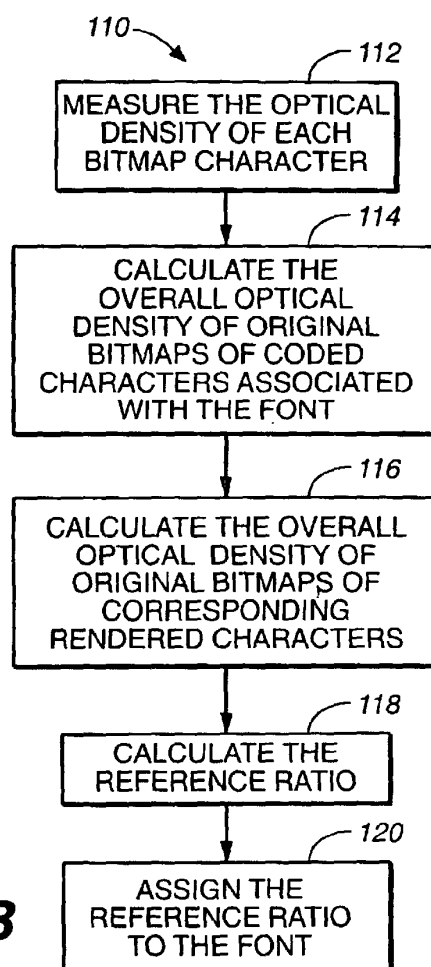 110
112
MEASURE THE OPTICAL
DENSITY OF EACH
BITMAP CHARACTER
114
CALCULATE THE
OVERALL OPTICAL
DENSITY OF ORIGINAL
BITMAPS OF CODED
CHARACTERS ASSOCIATED
WITH THE FONT
116
CALCULATE THE OVERALL
OPTICAL DENSITY OF
ORIGINAL BITMAPS OF
CORRESPONDING
RENDERED CHARACTERS
118
CALCULATE THE
REFERENCE RATIO
120
ASSIGN THE
REFERENCE RATIO
TO THE FONT